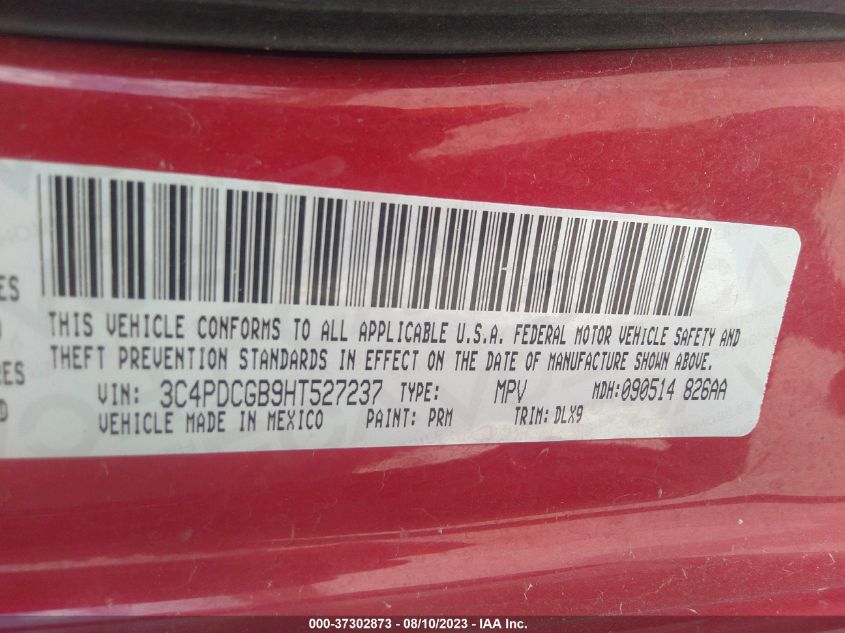 ES
THIS VEHICLE CONFORMS TO ALL APPLICABLE U.S.A. FEDERAL MOTOR VEHICLE SAFETY AND
THEFT PREVENTION STANDARDS IN EFFECT ON THE DATE OF MANUFACTURE SHOWN ABOVE.
RES
VIN: 3C4PDCGB9HT527237 TYPE: MPV MDH:090514 826AA
D
VEHICLE MADE IN MEXICO PAINT: PRM TRIM: DLX9
000-37302873 - 08/10/2023 - IAA Inc.